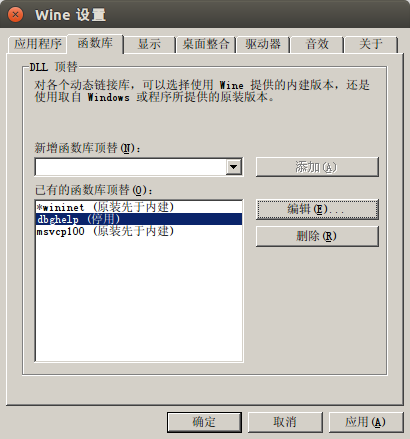 Wine 设置
应用程序 函数库 显示 桌面整合 驱动器 音效 关于
DLL 顶替
对各个动态链接库，可以选择使用 Wine 提供的内建版本，还是
使用取自 Windows 或程序所提供的原装版本。
新增函数库顶替(N):
添加(A)
已有的函数库顶替(O):
*wininet (原装先于内建)
dbghelp (停用)
msvcp100 (原装先于内建)
编辑(E)...
删除(R)
确定 取消 应用(A)